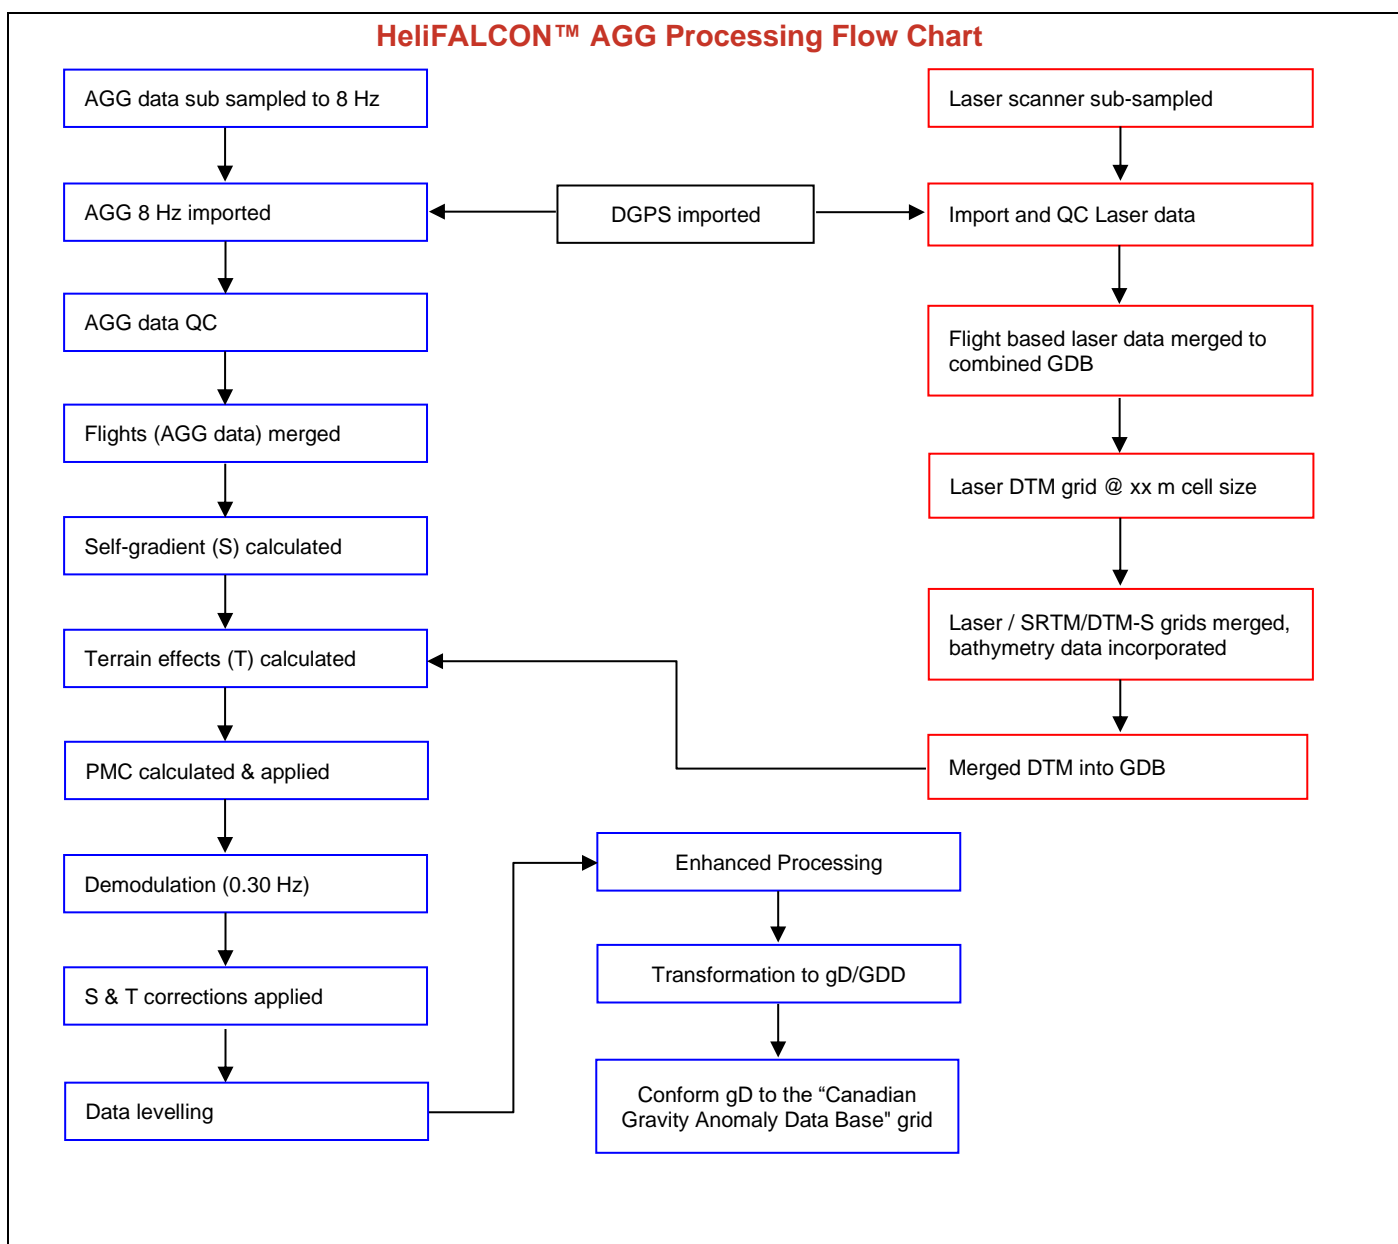 HeliFALCON™ AGG Processing Flow Chart
AGG data sub sampled to 8 Hz
AGG 8 Hz imported
AGG data QC
Flights (AGG data) merged
Self-gradient (S) calculated
Terrain effects (T) calculated
PMC calculated & applied
Demodulation (0.30 Hz)
S & T corrections applied
Data levelling
DGPS imported
Laser scanner sub-sampled
Import and QC Laser data
Flight based laser data merged to
combined GDB
Laser DTM grid @ xx m cell size
Laser / SRTM/DTM-S grids merged,
bathymetry data incorporated
Merged DTM into GDB
Enhanced Processing
Transformation to gD/GDD
Conform gD to the “Canadian
Gravity Anomaly Data Base" grid